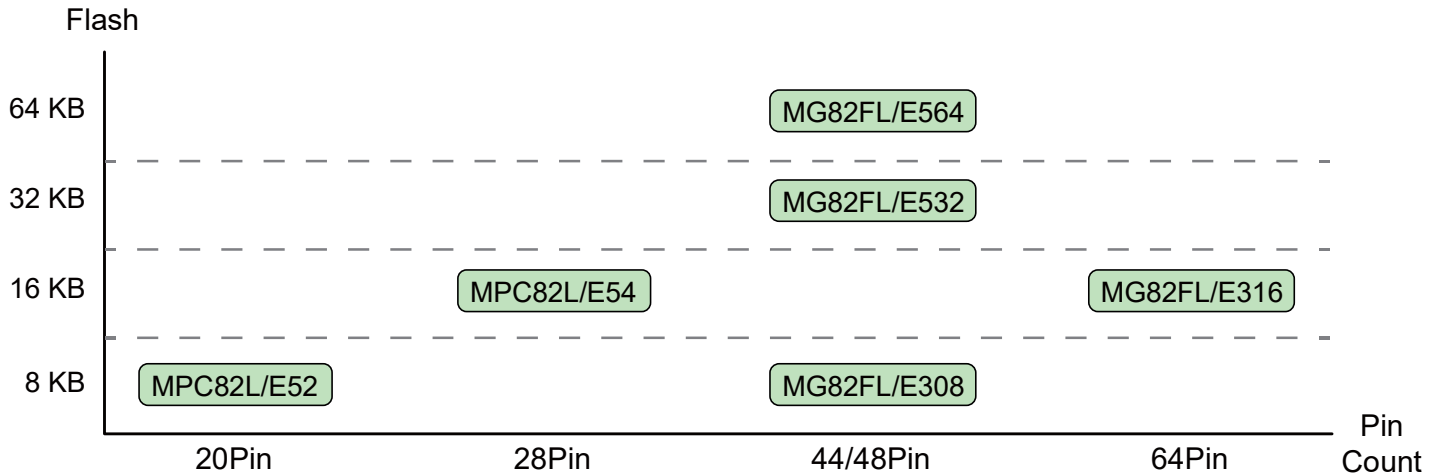 Flash
64 KB
MG82FL/E564
32 KB
MG82FL/E532
16 KB
MPC82L/E54
MG82FL/E316
8 KB
MPC82L/E52
MG82FL/E308
20Pin
28Pin
44/48Pin
64Pin
Pin
Count